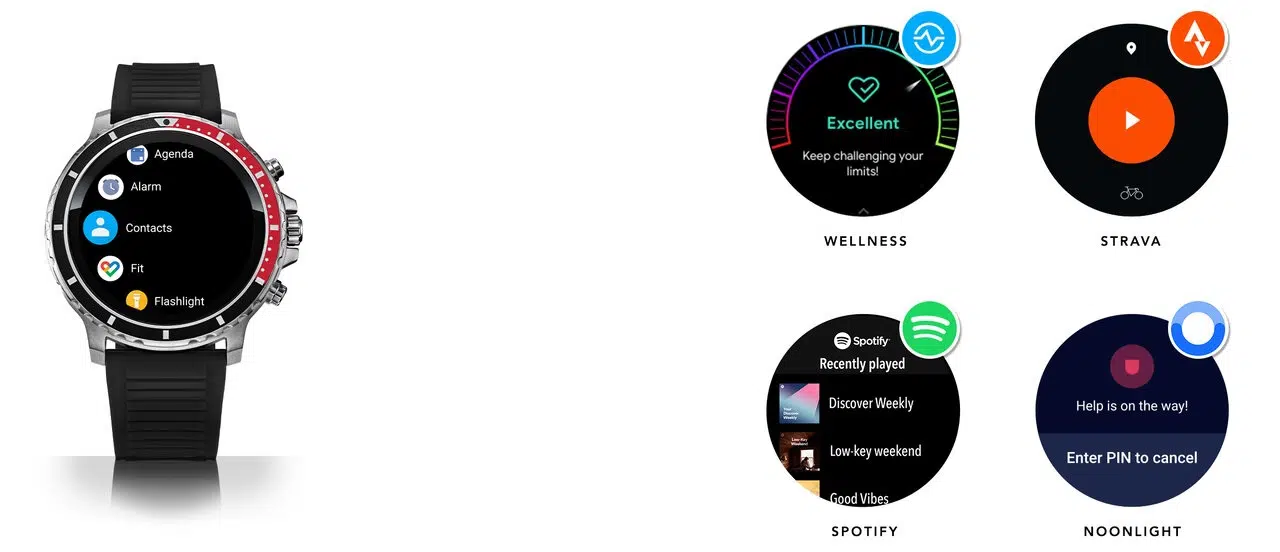 Agenda
Alarm
Contacts
Fit
Flashlight
Excellent
Keep challenging your
limits!
WELLNESS
STRAVA
Spotify
Recently played
Discover Weekly
Low-key weekend
Good Vibes
SPOTIFY
Help is on the way!
Enter PIN to cancel
NOONLIGHT